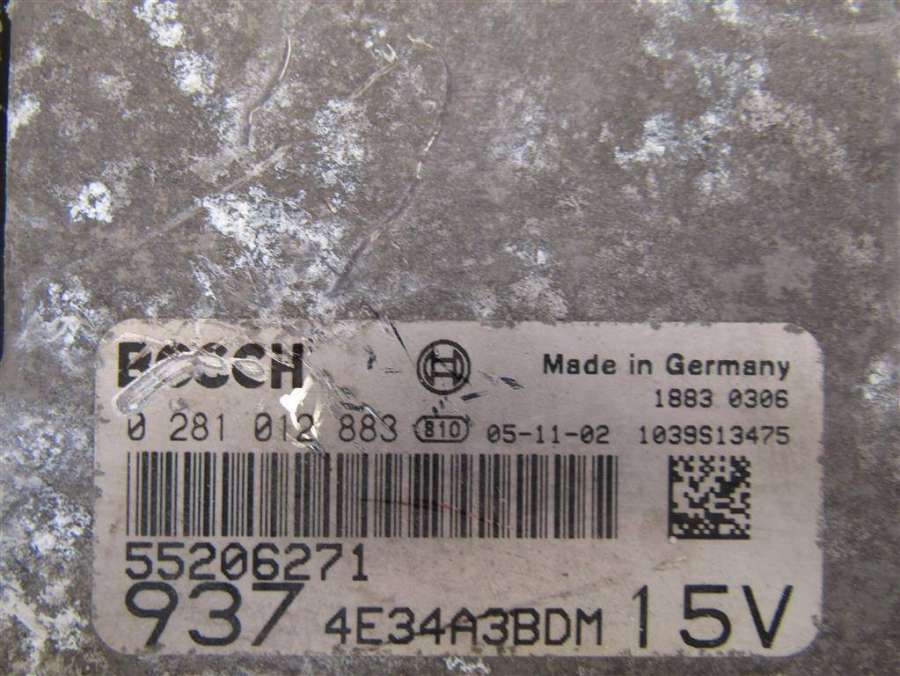 BOSCH Made in Germany
1883 0306
0 281 012 883 810 05-11-02 1039S13475
55206271
937 4E34A3BDM 15V